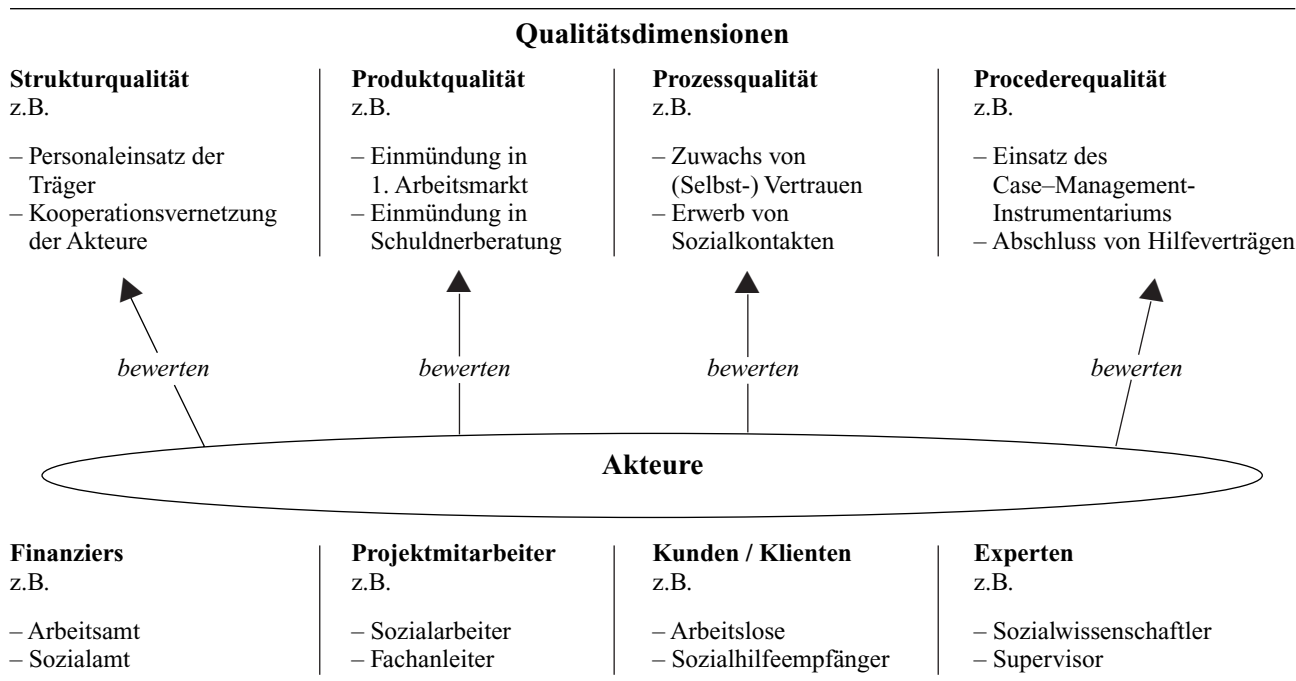 Qualitätsdimensionen
Strukturqualität
z.B.
– Personaleinsatz der
Träger
– Kooperationsvernetzung
der Akteure
Produktqualität
z.B.
– Einmündung in
1. Arbeitsmarkt
– Einmündung in
Schuldnerberatung
Prozessqualität
z.B.
– Zuwachs von
(Selbst-) Vertrauen
– Erwerb von
Sozialkontakten
Procederequalität
z.B.
– Einsatz des
Case–Management-
Instrumentariums
– Abschluss von Hilfeverträgen
bewerten
bewerten
bewerten
bewerten
Akteure
Finanziers
z.B.
– Arbeitsamt
– Sozialamt
Projektmitarbeiter
z.B.
– Sozialarbeiter
– Fachanleiter
Kunden / Klienten
z.B.
– Arbeitslose
– Sozialhilfeempfänger
Experten
z.B.
– Sozialwissenschaftler
– Supervisor